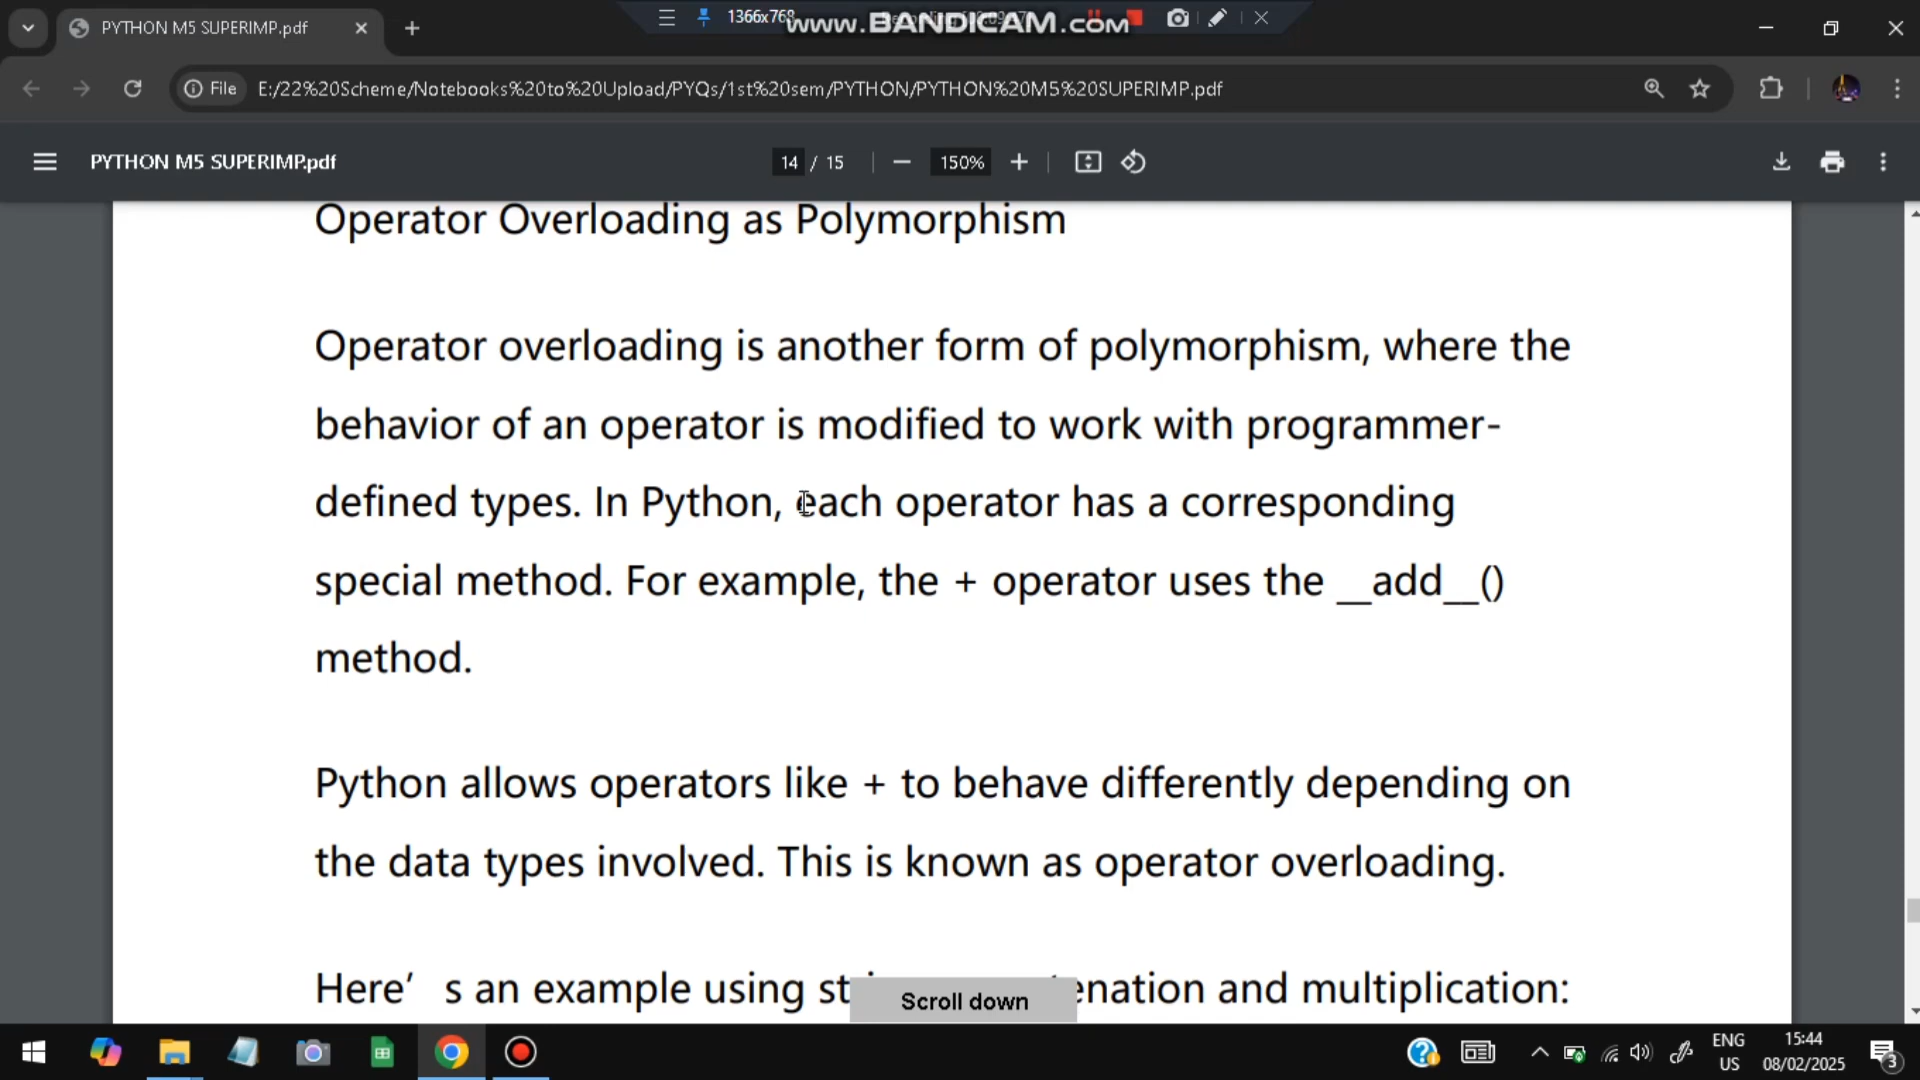 PYTHON M5 SUPERIMP.pdf
1366x768
www.BANDICAM.com
File
E:/22%20Scheme/Notebooks%20to%20Upload/PYQs/1st%20sem/PYTHON/PYTHON%20M5%20SUPERIMP.pdf
PYTHON M5 SUPERIMP.pdf
14 / 15
150%
Operator Overloading as Polymorphism
Operator overloading is another form of polymorphism, where the
behavior of an operator is modified to work with programmer-
defined types. In Python, each operator has a corresponding
special method. For example, the + operator uses the __add__()
method.
Python allows operators like + to behave differently depending on
the data types involved. This is known as operator overloading.
Here's an example using and multiplication:
Scroll down
ENG
US
15:44
08/02/2025
3